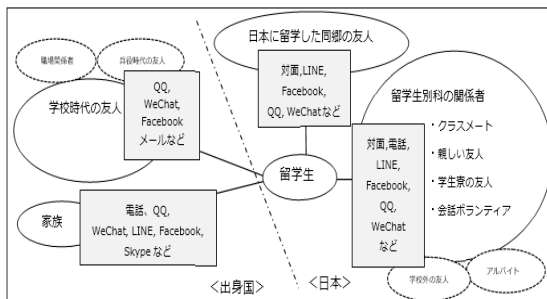 職場関係者
兵役時代の友人
学校時代の友人
QQ,
WeChat,
Facebook
メールなど
日本に留学した同郷の友人
対面,LINE,
Facebook,
QQ, WeChatなど
留学生別科の関係者
・クラスメート
・親しい友人
・学生寮の友人
・会話ボランティア
対面,電話,
LINE,
Facebook,
QQ,
WeChat
など
留学生
家族
電話、QQ,
WeChat, LINE, Facebook,
Skype など
<出身国>
<日本>
学校外の友人
アルバイト